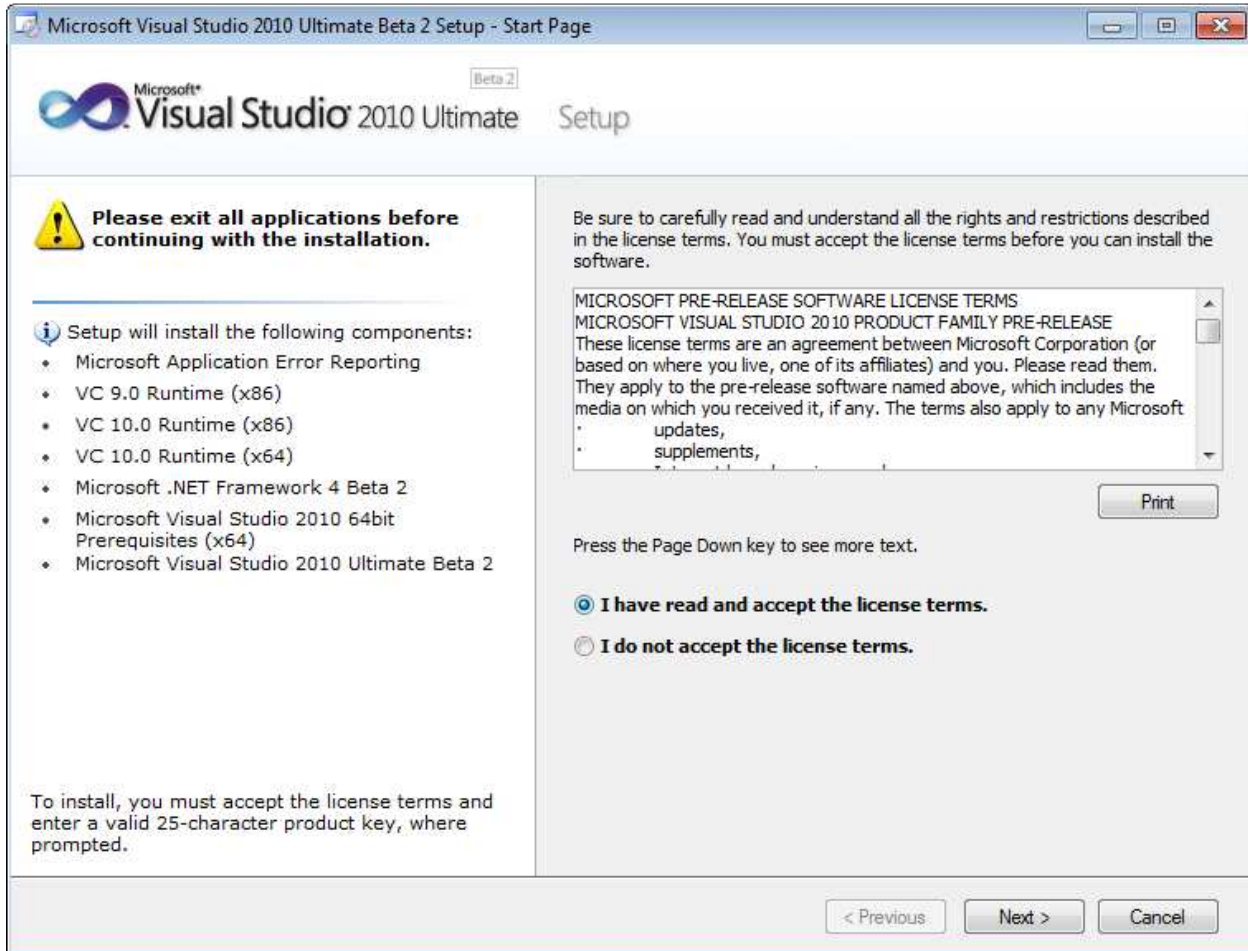 Microsoft Visual Studio 2010 Ultimate Beta 2 Setup - Start Page
Beta 2
Microsoft®
Visual Studio® 2010 Ultimate
Setup
Please exit all applications before
continuing with the installation.
Setup will install the following components:
• Microsoft Application Error Reporting
• VC 9.0 Runtime (x86)
• VC 10.0 Runtime (x86)
• VC 10.0 Runtime (x64)
• Microsoft .NET Framework 4 Beta 2
• Microsoft Visual Studio 2010 64bit
Prerequisites (x64)
• Microsoft Visual Studio 2010 Ultimate Beta 2
To install, you must accept the license terms and
enter a valid 25-character product key, where
prompted.
Be sure to carefully read and understand all the rights and restrictions described
in the license terms. You must accept the license terms before you can install the
software.
MICROSOFT PRE-RELEASE SOFTWARE LICENSE TERMS
MICROSOFT VISUAL STUDIO 2010 PRODUCT FAMILY PRE-RELEASE
These license terms are an agreement between Microsoft Corporation (or
based on where you live, one of its affiliates) and you. Please read them.
They apply to the pre-release software named above, which includes the
media on which you received it, if any. The terms also apply to any Microsoft
· updates,
· supplements,
Print
Press the Page Down key to see more text.
I have read and accept the license terms.
I do not accept the license terms.
< Previous
Next >
Cancel